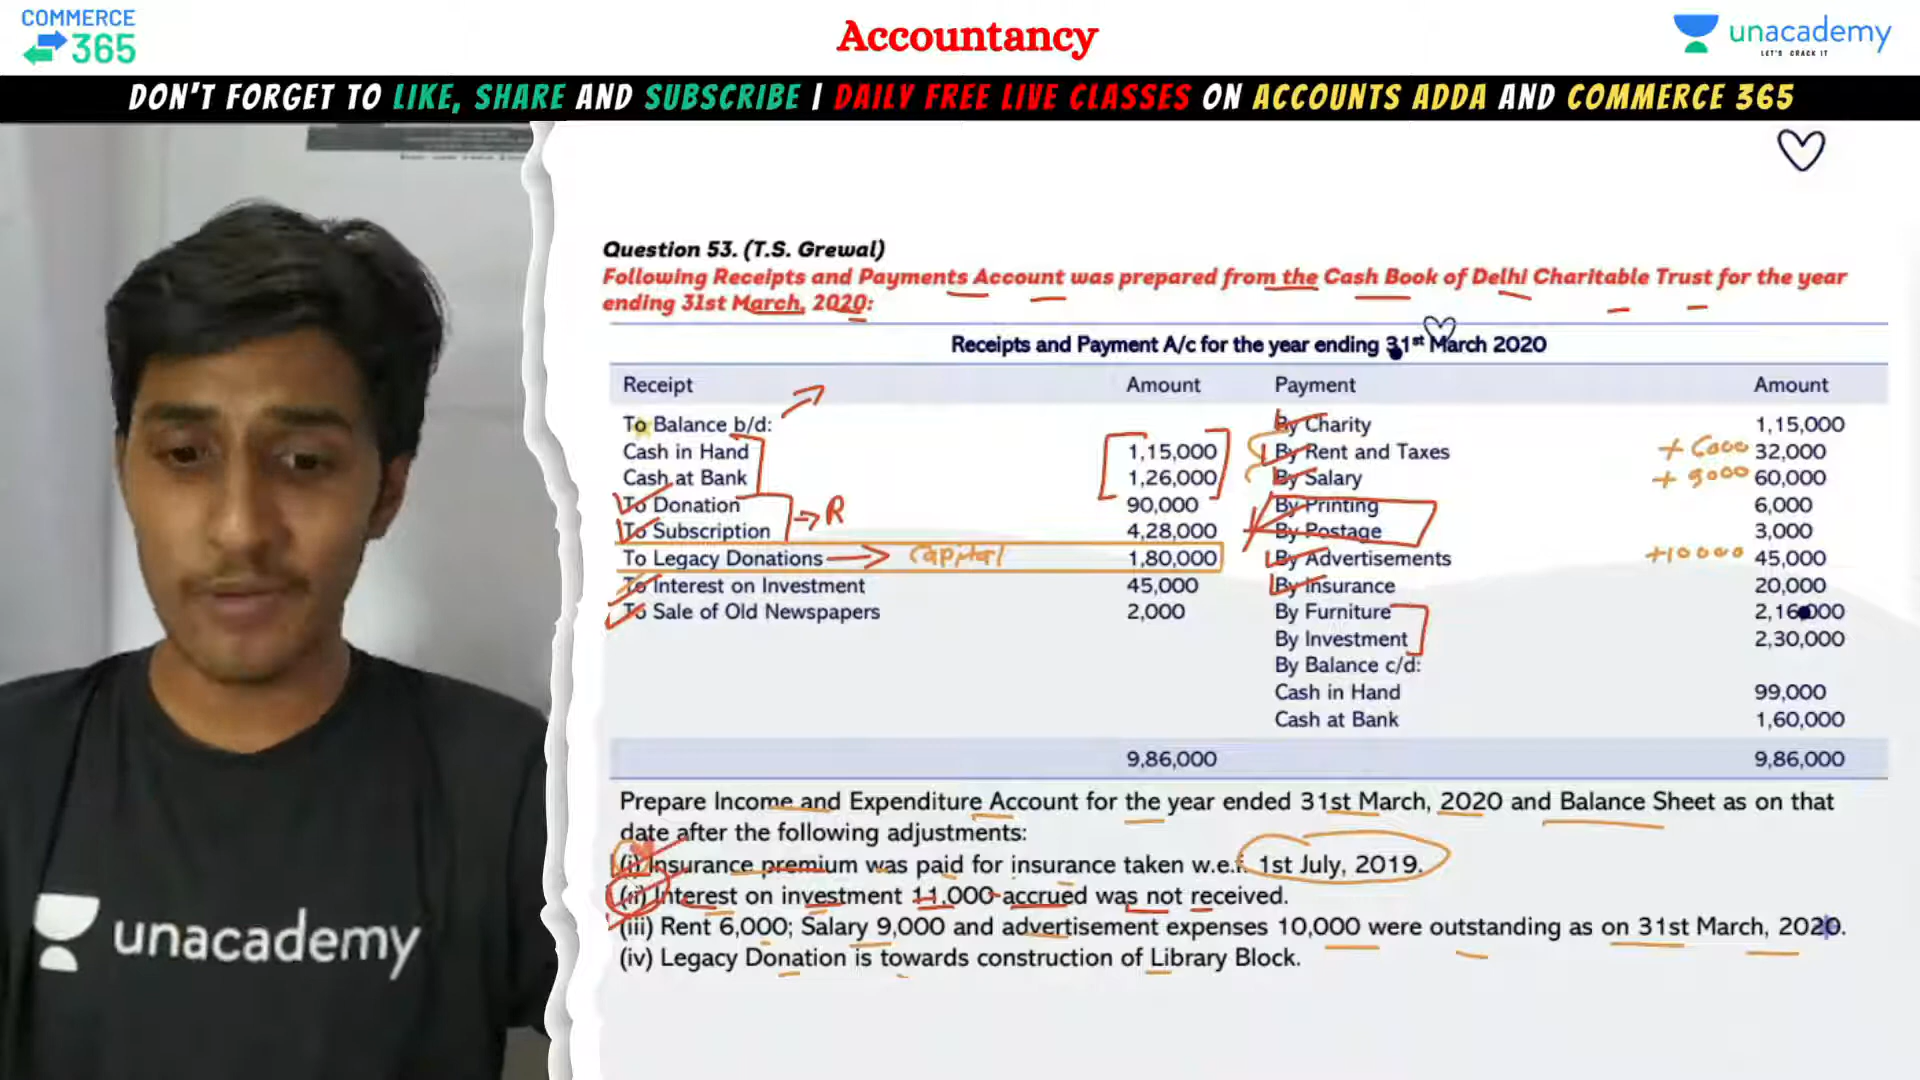 COMMERCE
365
Accountancy
unacademy
LET'S CRACK IT
DON'T FORGET TO LIKE, SHARE AND SUBSCRIBE | DAILY FREE LIVE CLASSES ON ACCOUNTS ADDA AND COMMERCE 365
Question 53. (T.S. Grewal)
Following Receipts and Payments Account was prepared from the Cash Book of Delhi Charitable Trust for the year
ending 31st March, 2020:
Receipts and Payment A/c for the year ending 31st March 2020
Receipt Amount Payment Amount
To Balance b/d: By Charity 1,15,000
Cash in Hand 1,15,000 By Rent and Taxes +6000 32,000
Cash at Bank 1,26,000 By Salary +9000 60,000
To Donation R 90,000 By Printing 6,000
To Subscription 4,28,000 By Postage 3,000
To Legacy Donations Capital 1,80,000 By Advertisements +10000 45,000
To Interest on Investment 45,000 By Insurance 20,000
To Sale of Old Newspapers 2,000 By Furniture 2,16,000
By Investment 2,30,000
By Balance c/d:
Cash in Hand 99,000
Cash at Bank 1,60,000
9,86,000 9,86,000
Prepare Income and Expenditure Account for the year ended 31st March, 2020 and Balance Sheet as on that
date after the following adjustments:
(i) Insurance premium was paid for insurance taken w.e.f. 1st July, 2019.
(ii) Interest on investment 11,000 accrued was not received.
(iii) Rent 6,000; Salary 9,000 and advertisement expenses 10,000 were outstanding as on 31st March, 2020.
(iv) Legacy Donation is towards construction of Library Block.
unacademy